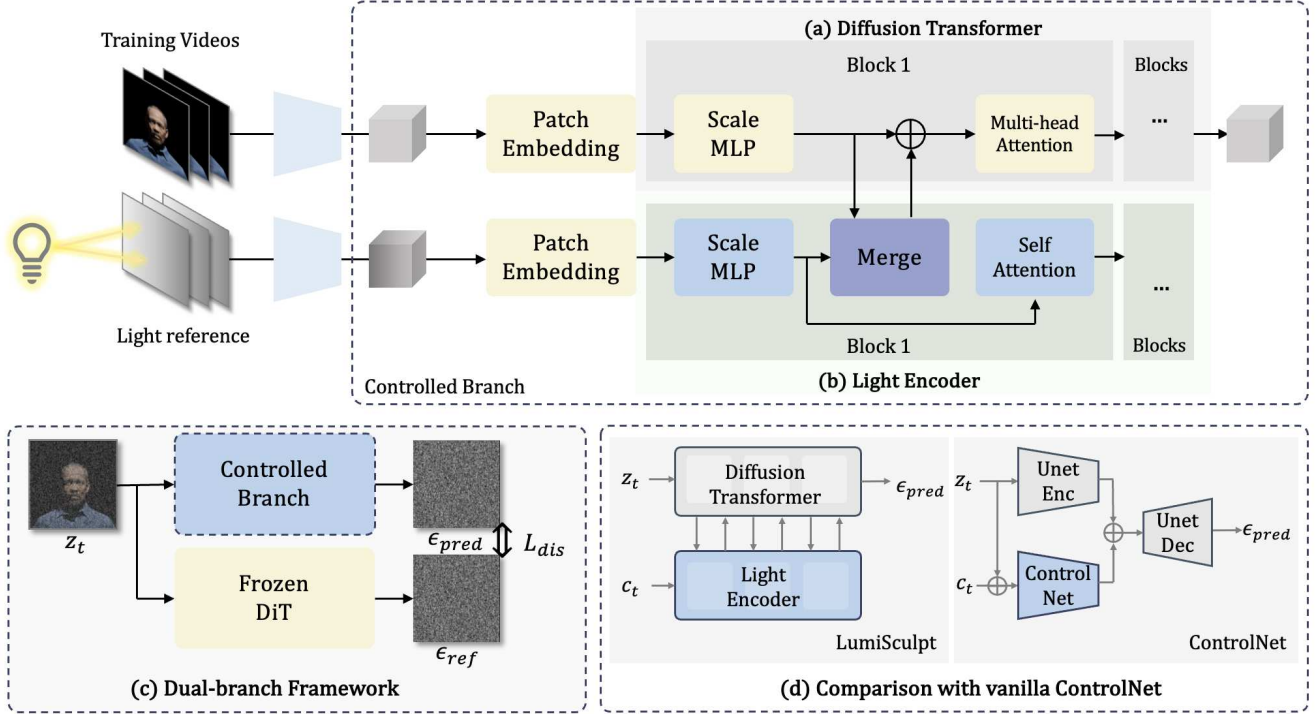 (a) Diffusion Transformer
Training Videos
Block 1
Blocks
Patch
Embedding
Scale
MLP
Multi-head
Attention
...
Patch
Embedding
Scale
MLP
Merge
Self
Attention
...
Light reference
Block 1
Blocks
Controlled Branch
(b) Light Encoder
z_t
Controlled
Branch
ϵ_pred
L_dis
Frozen
DiT
ϵ_ref
(c) Dual-branch Framework
z_t
Diffusion
Transformer
ϵ_pred
c_t
Light
Encoder
LumiSculpt
z_t
Unet
Enc
Unet
Dec
ϵ_pred
c_t
Control
Net
ControlNet
(d) Comparison with vanilla ControlNet